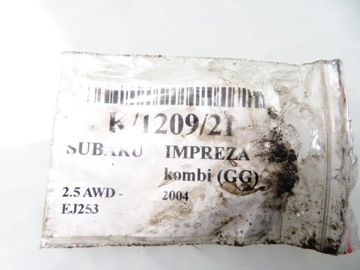 K/1209/21
SUBARU IMPREZA
kombi (GG)
2.5 AWD - 2004
EJ253